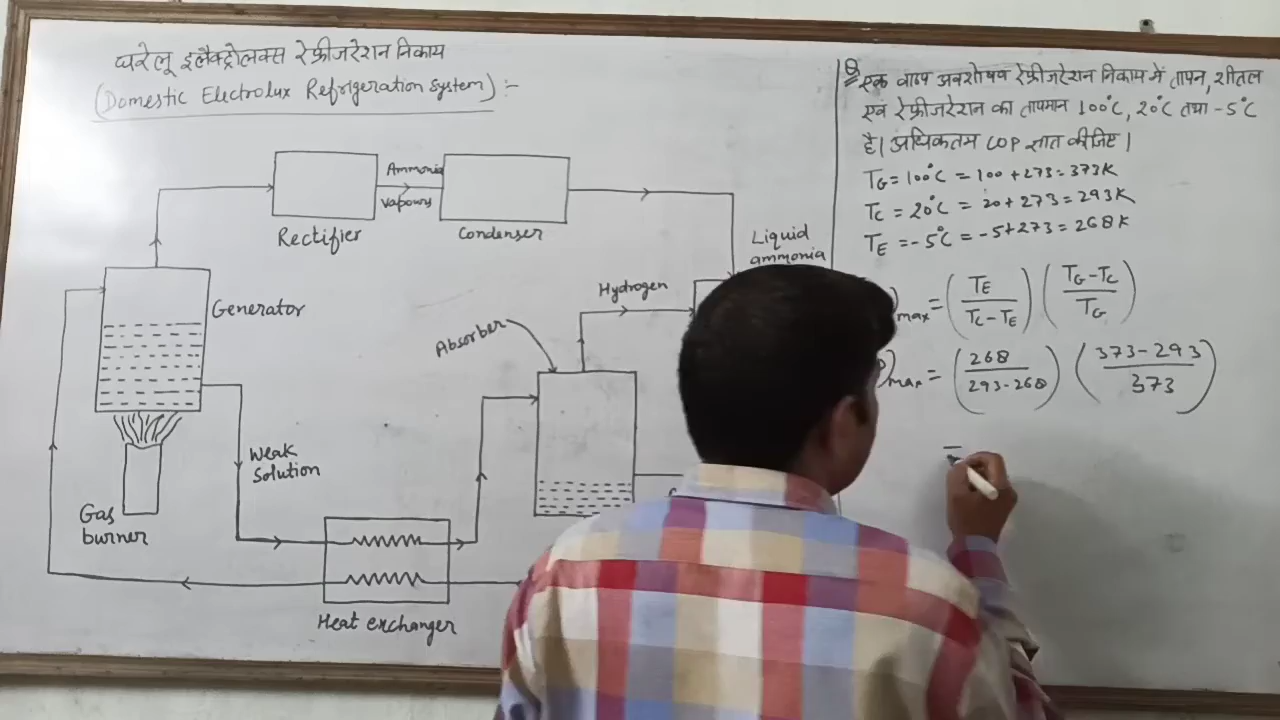 घरेलू इलैक्ट्रोलक्स रेफ्रीजरेशन निकाय
(Domestic Electrolux Refrigeration System) :-
Ammonia
vapours
Rectifier
Condenser
Liquid
ammonia
Hydrogen
Generator
Absorber
Weak
Solution
Gas
burner
Heat exchanger
Q एक वाष्प अवशोषण रेफ्रीजरेशन निकाय में तापन, शीतल
एवं रेफ्रीजरेशन का तापमान 100°C, 20°C तथा -5°C
है। अधिकतम COP ज्ञात कीजिए।
T_G = 100°C = 100 + 273 = 373K
T_C = 20°C = 20 + 273 = 293K
T_E = -5°C = -5 + 273 = 268K
)max = (T_E / (T_C - T_E)) ((T_G - T_C) / T_G)
)max = (268 / (293 - 268)) ((373 - 293) / 373)